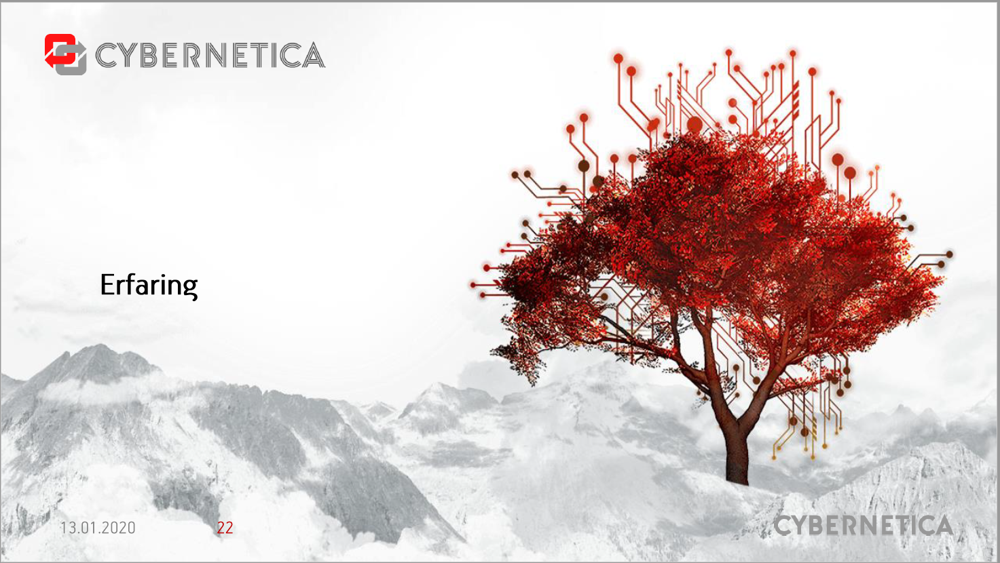 CYBERNETICA
Erfaring
13.01.2020
22
CYBERNETICA